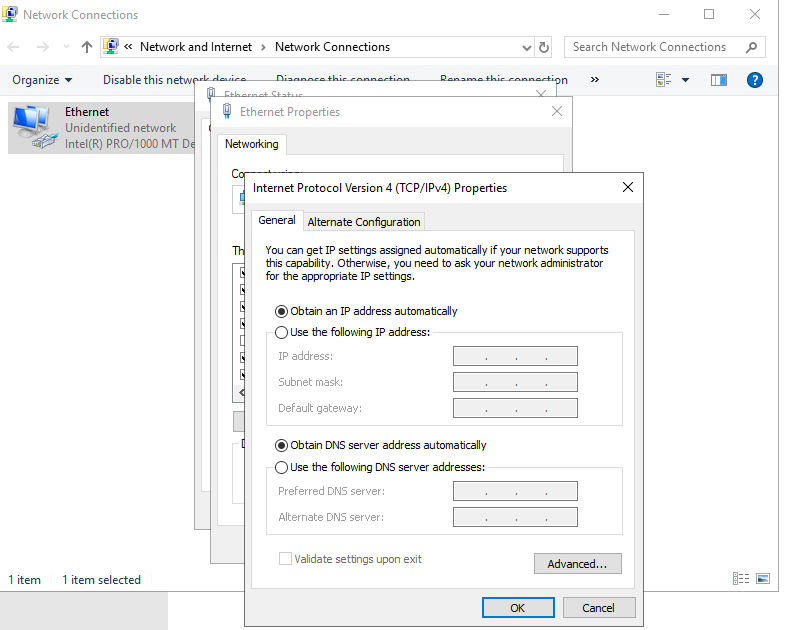 Network Connections
« Network and Internet › Network Connections
Search Network Connections
Organize
Disable this network device
Diagnose this connection
Rename this connection
»
Ethernet
Unidentified network
Intel(R) PRO/1000 MT De
Ethernet Status
Ethernet Properties
Networking
Connect using:
Th
Internet Protocol Version 4 (TCP/IPv4) Properties
General
Alternate Configuration
You can get IP settings assigned automatically if your network supports
this capability. Otherwise, you need to ask your network administrator
for the appropriate IP settings.
Obtain an IP address automatically
Use the following IP address:
IP address:
Subnet mask:
Default gateway:
Obtain DNS server address automatically
Use the following DNS server addresses:
Preferred DNS server:
Alternate DNS server:
Validate settings upon exit
Advanced...
OK
Cancel
1 item
1 item selected